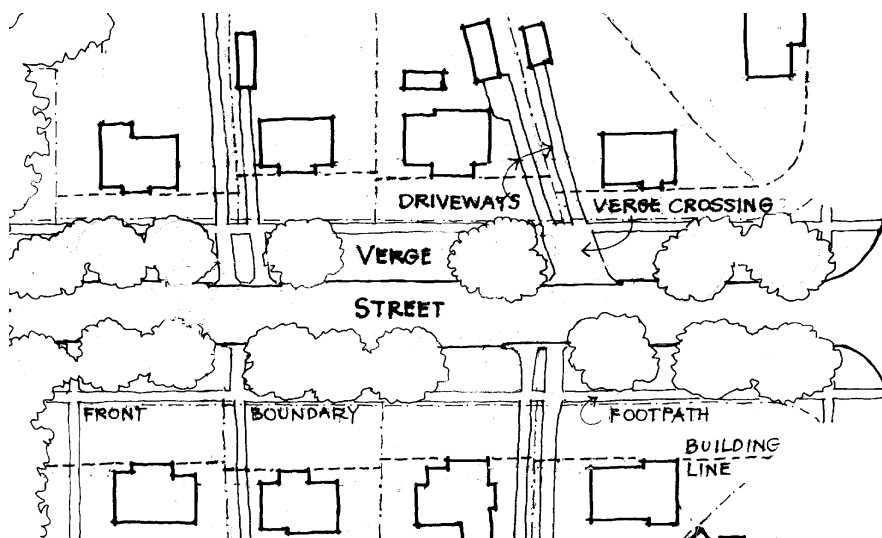 DRIVEWAYS
VERGE CROSSING
VERGE
STREET
FRONT BOUNDARY
FOOTPATH
BUILDING
LINE